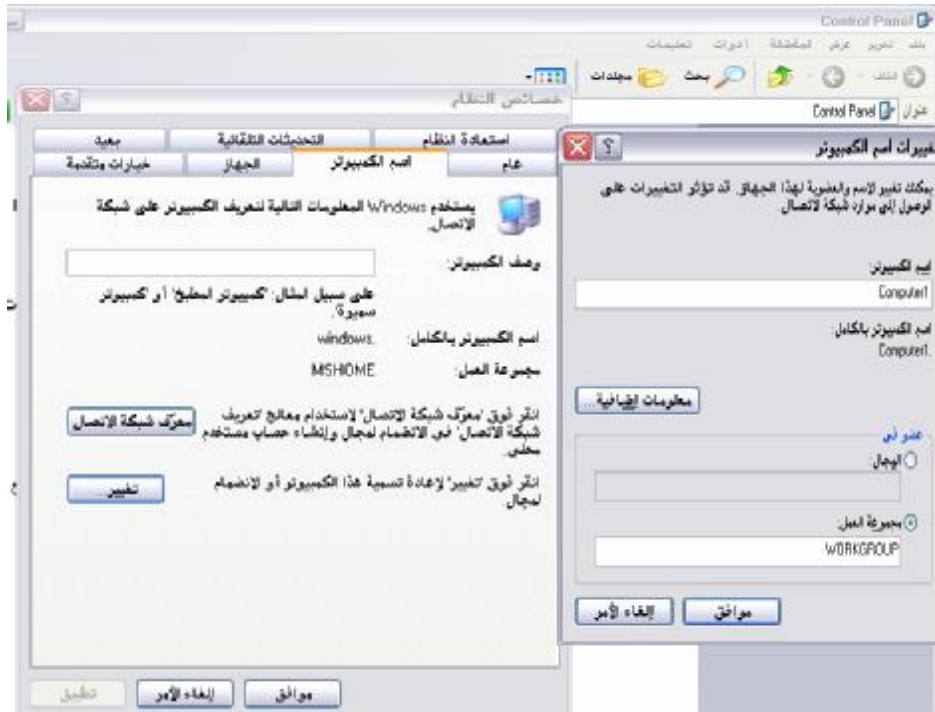 Control Panel
ملف تحرير عرض المفضلة أدوات تعليمات
بحث مجلدات
عنوان Control Panel
خصائص النظام
استعادة النظام التحديثات التلقائية بعيد
عام اسم الكمبيوتر الجهاز خيارات متقدمة
يستخدم Windows المعلومات التالية لتعريف الكمبيوتر على شبكة
الاتصال.
وصف الكمبيوتر:
على سبيل المثال: "كمبيوتر المطبخ" أو "كمبيوتر
سميرة".
اسم الكمبيوتر بالكامل: windows.
مجموعة العمل: MSHOME
انقر فوق "معرّف شبكة الاتصال" لاستخدام معالج تعريف
شبكة الاتصال" في الانضمام لمجال وإنشاء حساب مستخدم
محلي.
معرّف شبكة الاتصال
انقر فوق "تغيير" لإعادة تسمية هذا الكمبيوتر أو الانضمام
لمجال.
تغيير...
موافق إلغاء الأمر تطبيق
تغييرات اسم الكمبيوتر
يمكنك تغيير الاسم والعضوية لهذا الجهاز. قد تؤثر التغييرات على
الوصول إلى موارد شبكة الاتصال.
اسم الكمبيوتر:
Computer1
اسم الكمبيوتر بالكامل:
Computer1.
معلومات إضافية...
عضو في
المجال:
مجموعة العمل:
WORKGROUP
موافق إلغاء الأمر